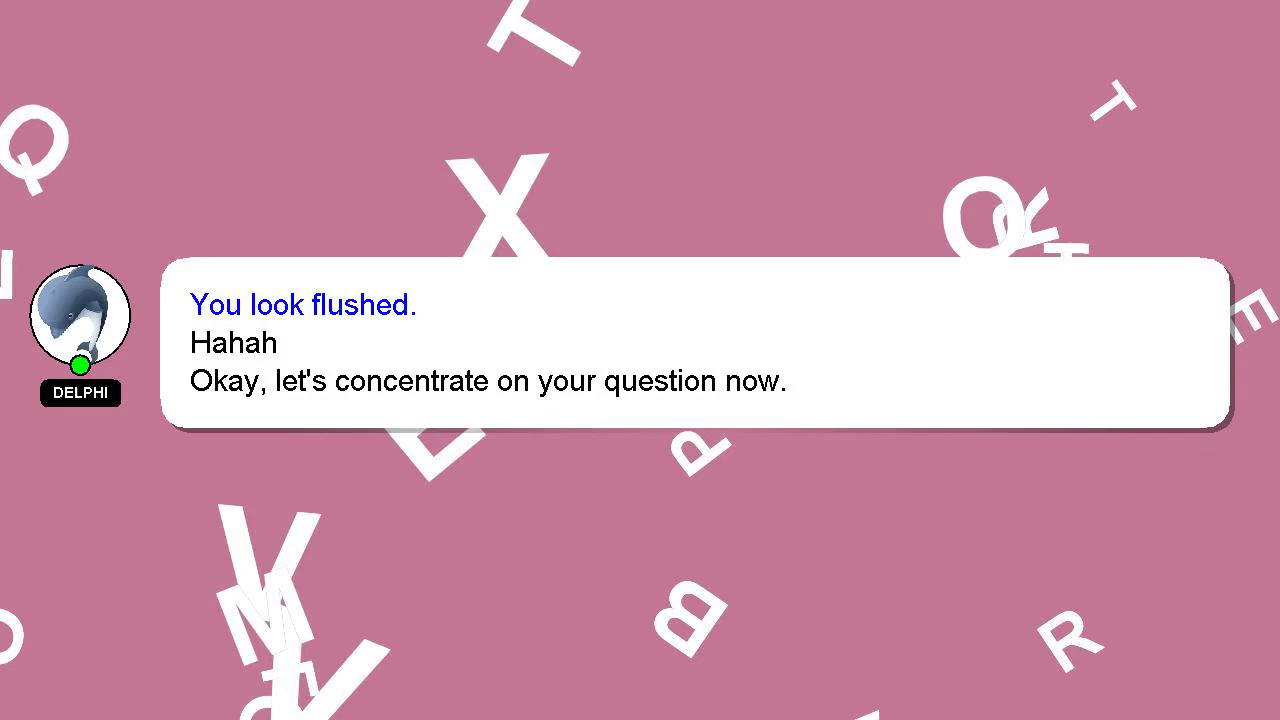 T
T
Q
X
Q
R
E
DELPHI
You look flushed.
Hahah
Okay, let's concentrate on your question now.
P
V
M
B
R
V